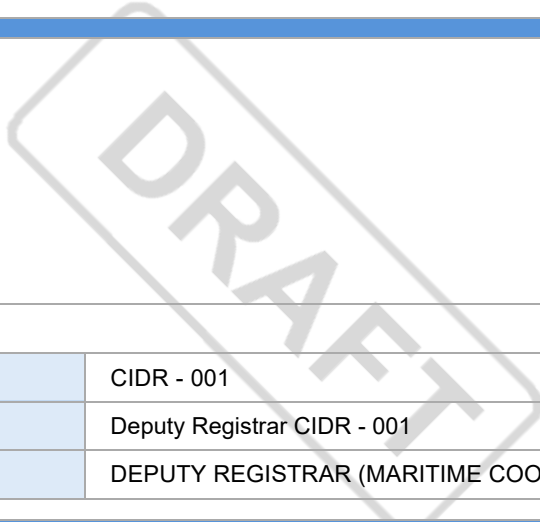 DRAFT
CIDR - 001
Deputy Registrar CIDR - 001
DEPUTY REGISTRAR (MARITIME COO